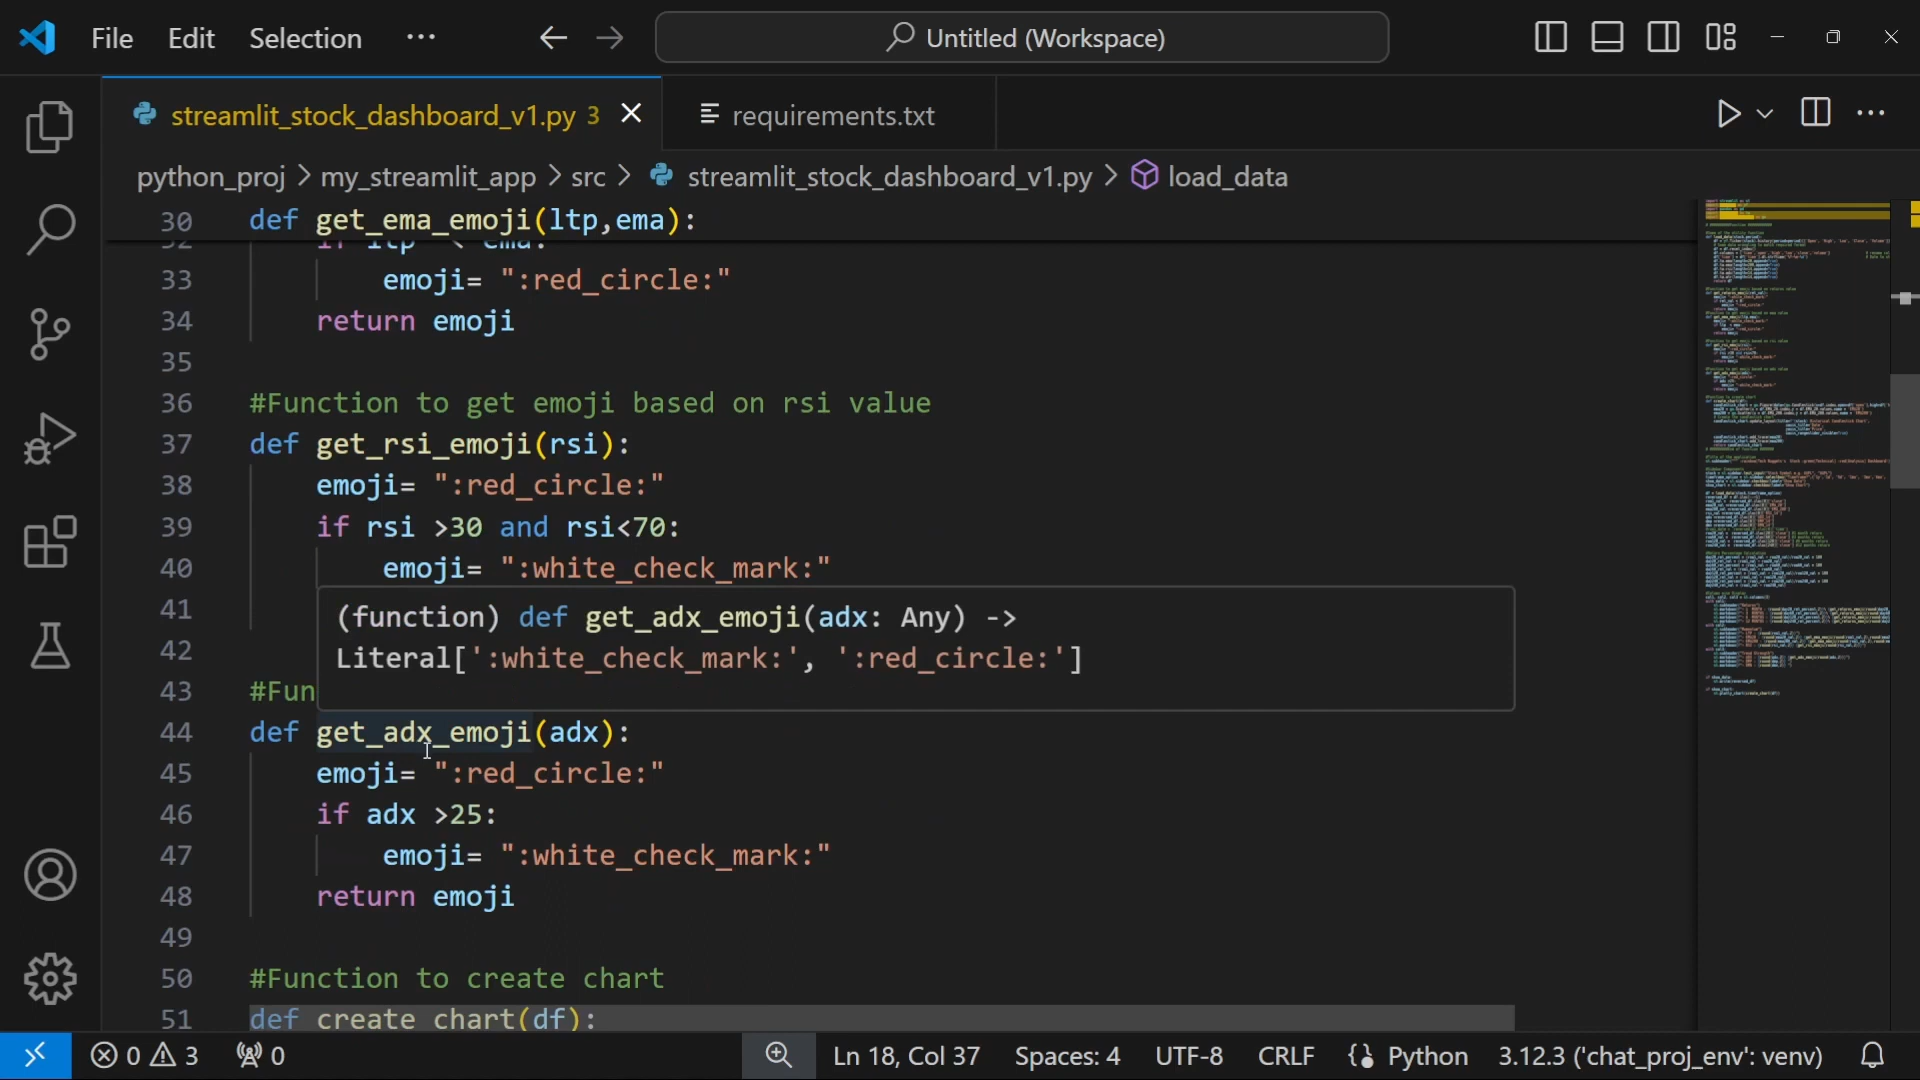 File Edit Selection ···
Untitled (Workspace)
streamlit_stock_dashboard_v1.py 3
requirements.txt
python_proj > my_streamlit_app > src > streamlit_stock_dashboard_v1.py > load_data
30 def get_ema_emoji(ltp,ema):
33 emoji= ":red_circle:"
34 return emoji
35
36 #Function to get emoji based on rsi value
37 def get_rsi_emoji(rsi):
38 emoji= ":red_circle:"
39 if rsi >30 and rsi<70:
40 emoji= ":white_check_mark:"
41 (function) def get_adx_emoji(adx: Any) ->
42 Literal[':white_check_mark:', ':red_circle:']
43 #Fun
44 def get_adx_emoji(adx):
45 emoji= ":red_circle:"
46 if adx >25:
47 emoji= ":white_check_mark:"
48 return emoji
49
50 #Function to create chart
51 def create_chart(df):
0 3 0 Ln 18, Col 37 Spaces: 4 UTF-8 CRLF Python 3.12.3 ('chat_proj_env': venv)